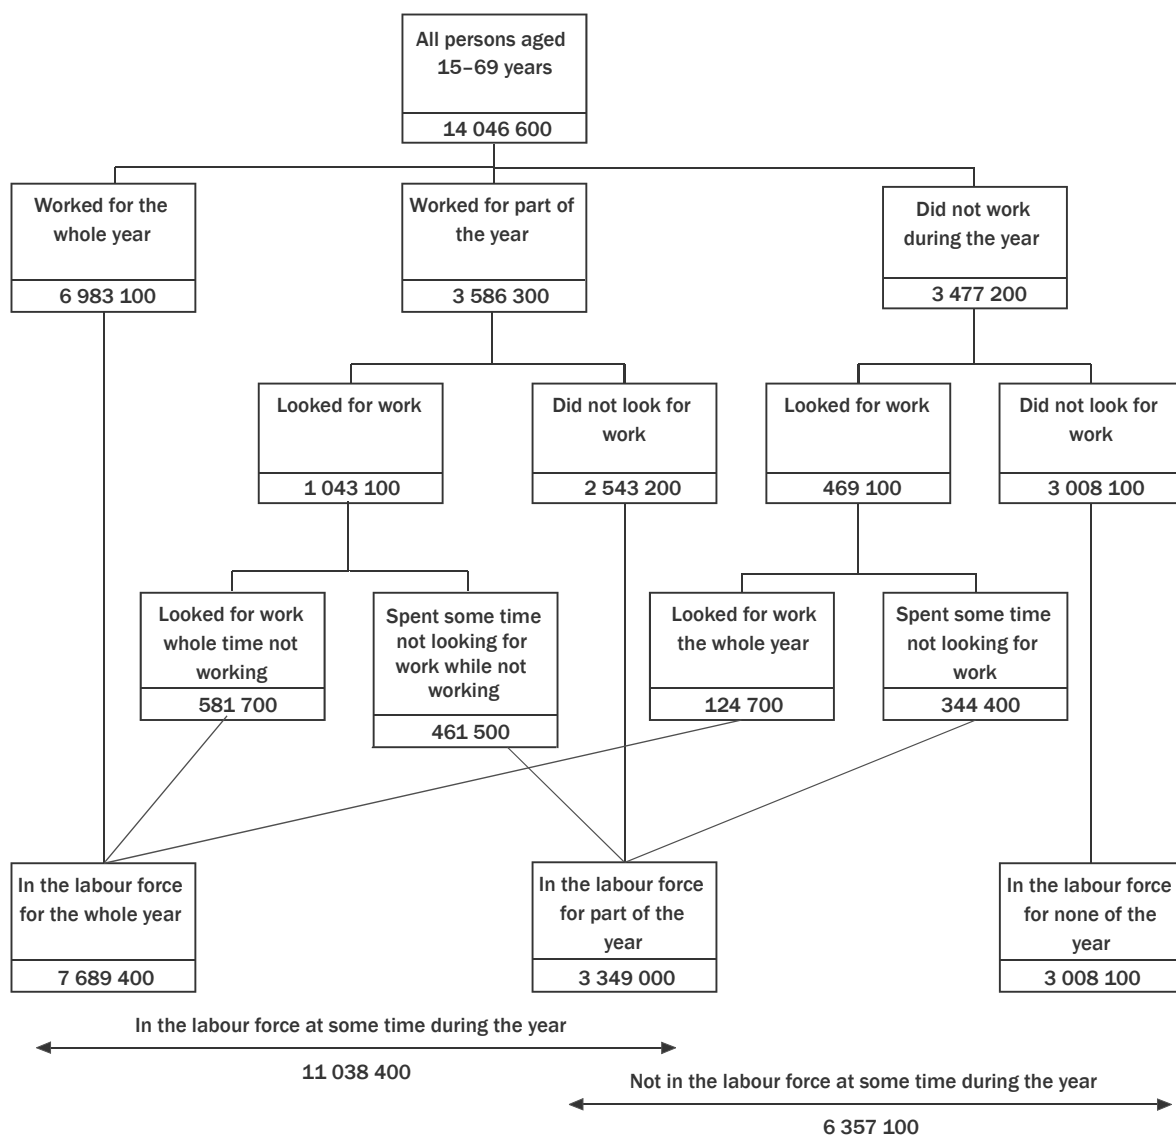 All persons aged
15–69 years
14 046 600
Worked for the
whole year
6 983 100
Worked for part of
the year
3 586 300
Did not work
during the year
3 477 200
Looked for work
1 043 100
Did not look for
work
2 543 200
Looked for work
469 100
Did not look for
work
3 008 100
Looked for work
whole time not
working
581 700
Spent some time
not looking for
work while not
working
461 500
Looked for work
the whole year
124 700
Spent some time
not looking for
work
344 400
In the labour force
for the whole year
7 689 400
In the labour force
for part of the
year
3 349 000
In the labour force
for none of the
year
3 008 100
In the labour force at some time during the year
11 038 400
Not in the labour force at some time during the year
6 357 100